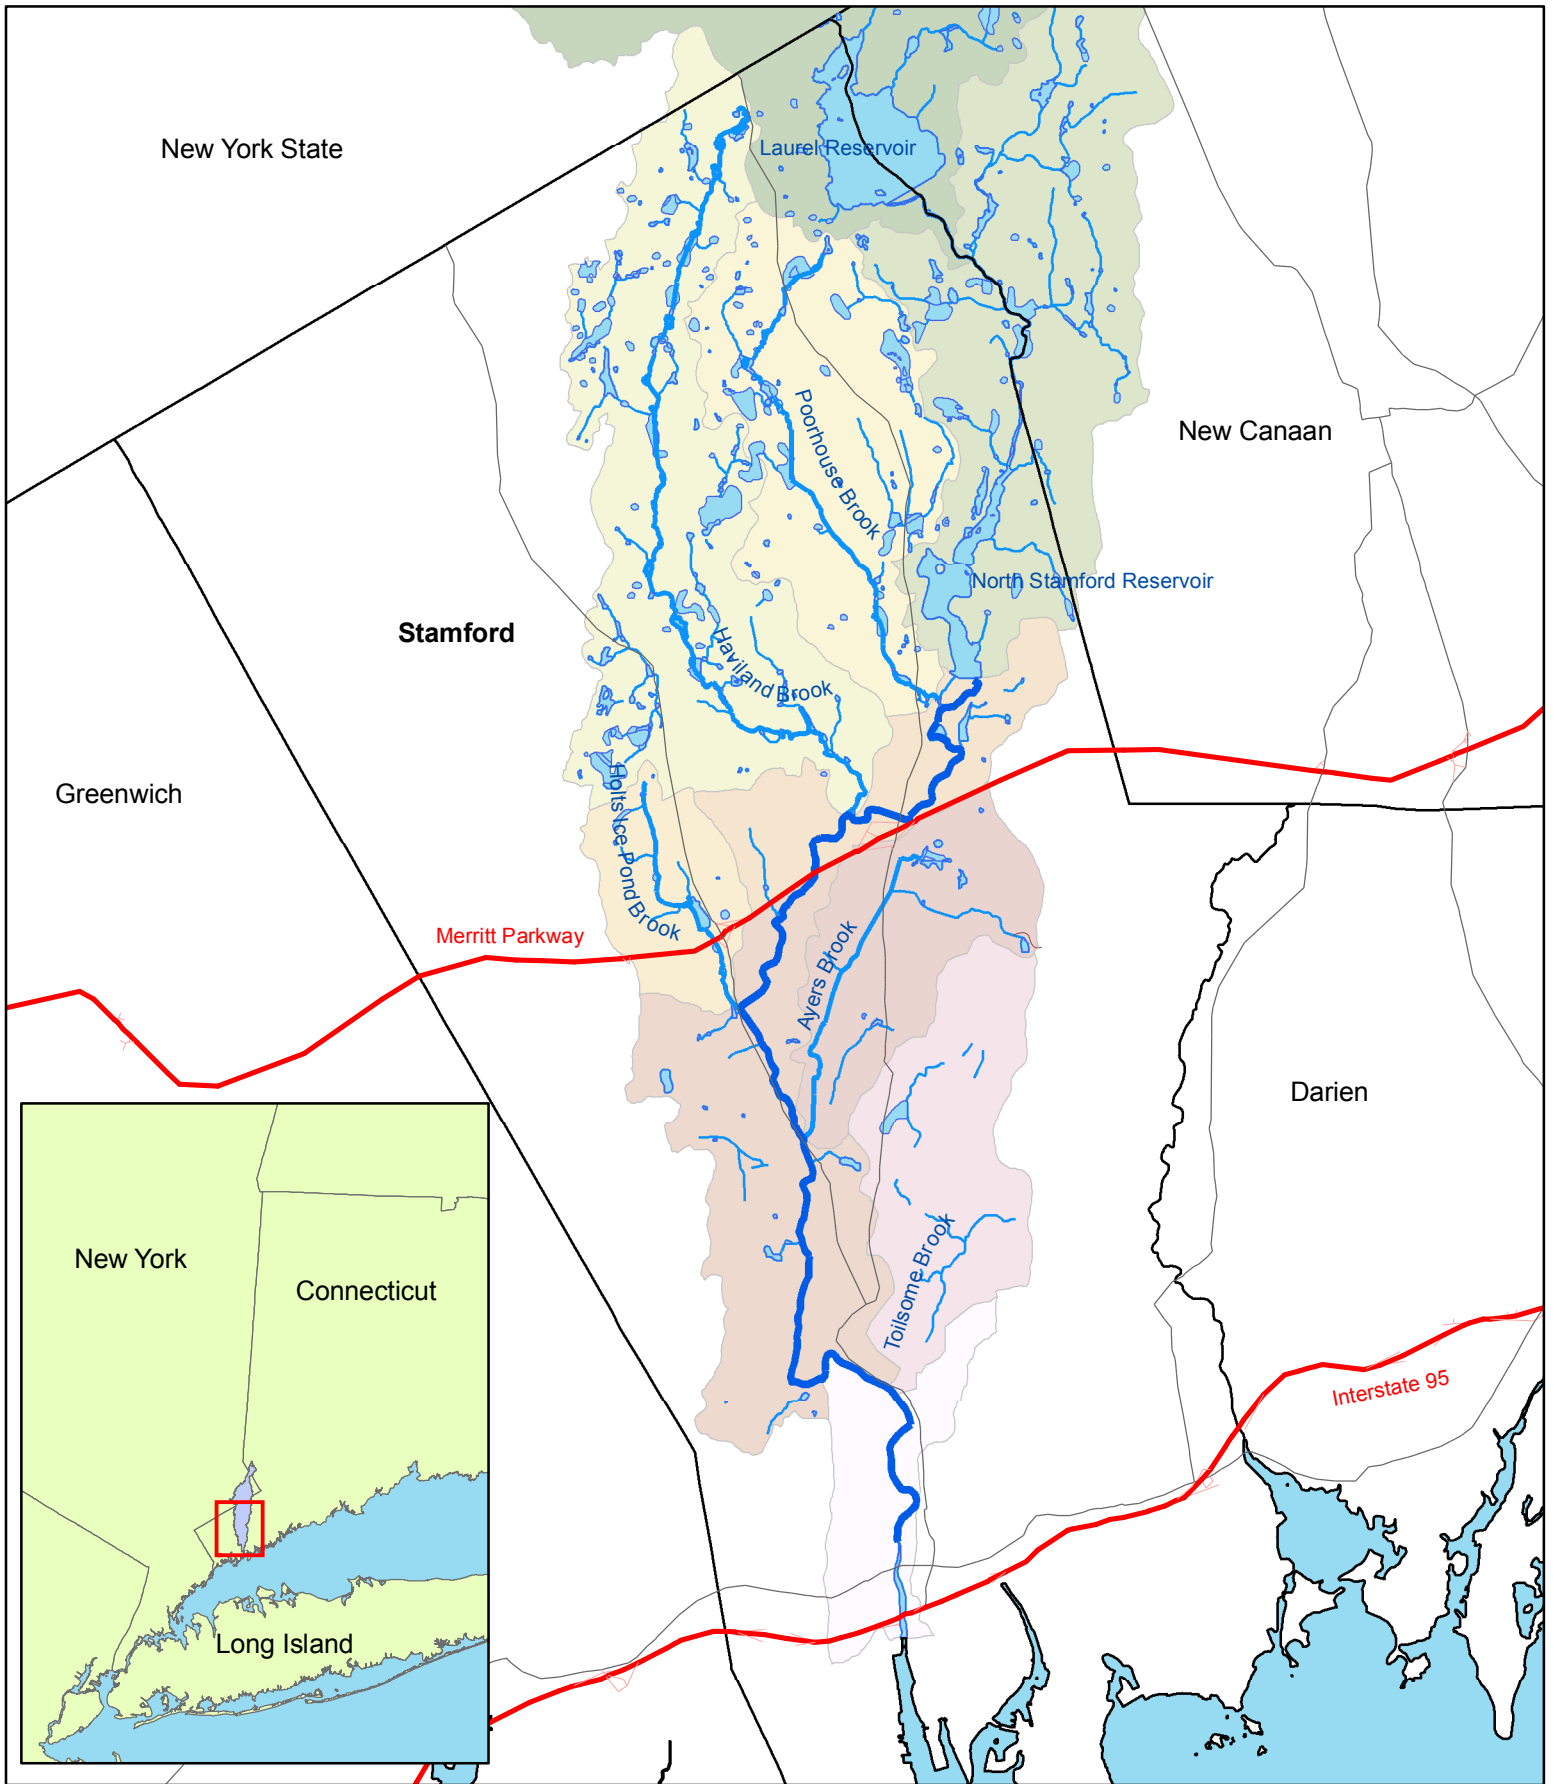 New York State
Laurel Reservoir
Poorhouse Brook
New Canaan
North Stamford Reservoir
Stamford
Haviland Brook
Greenwich
Holts Ice Pond Brook
Merritt Parkway
Ayers Brook
Darien
Toilsome Brook
Interstate 95
New York
Connecticut
Long Island